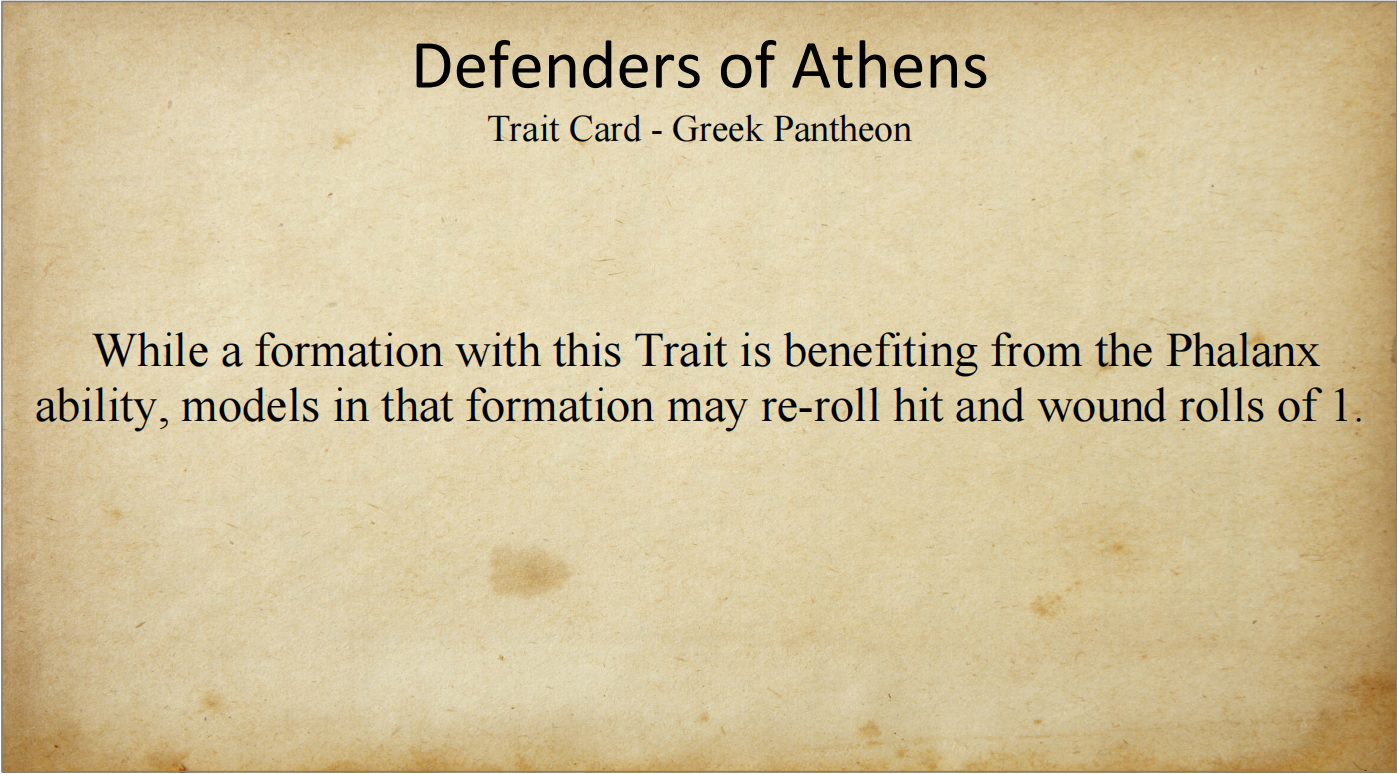 Defenders of Athens
Trait Card - Greek Pantheon
While a formation with this Trait is benefiting from the Phalanx
ability, models in that formation may re-roll hit and wound rolls of 1.